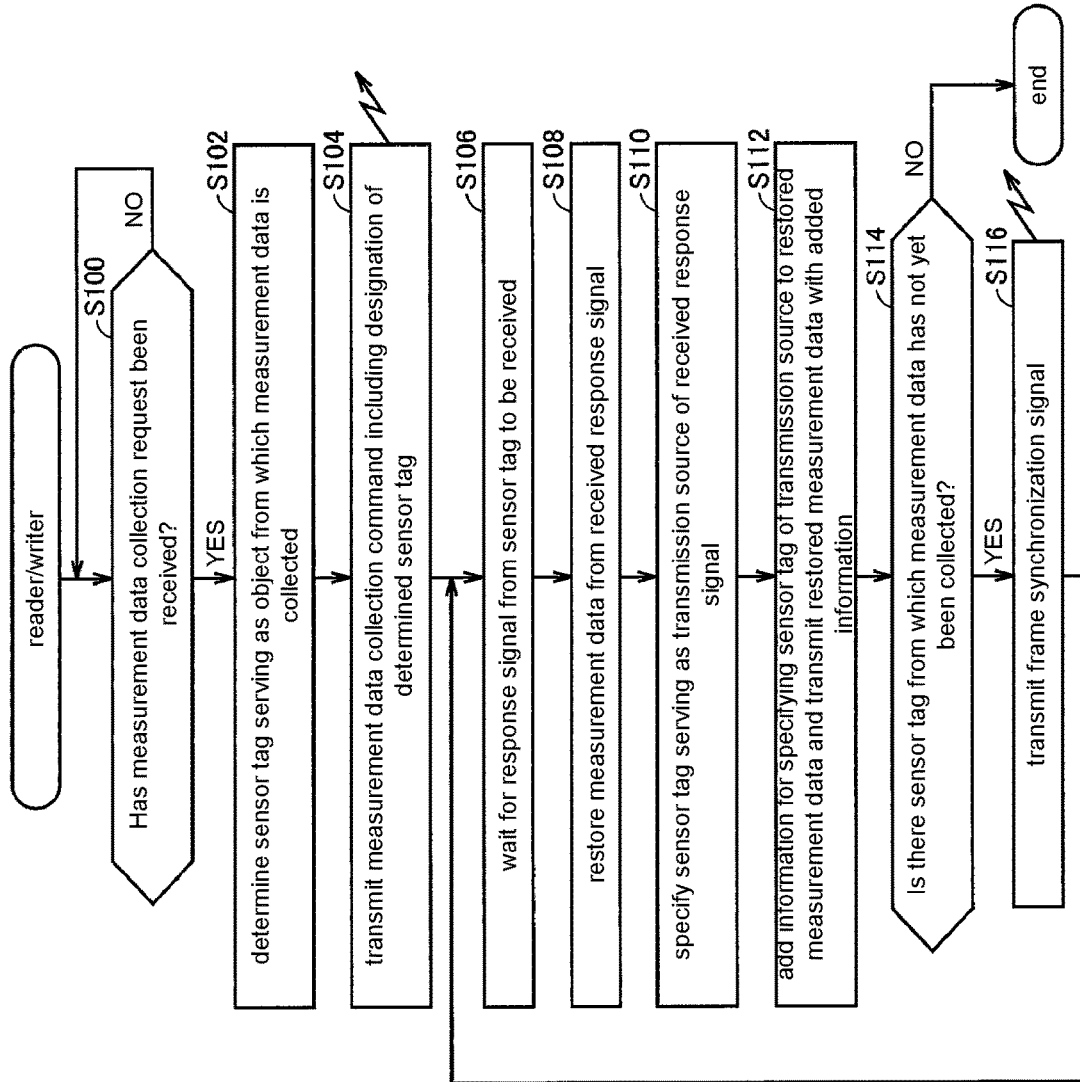 reader/writer
S100
Has measurement data collection request been
received?
NO
YES
S102
determine sensor tag serving as object from which measurement data is
collected
S104
transmit measurement data collection command including designation of
determined sensor tag
S106
wait for response signal from sensor tag to be received
S108
restore measurement data from received response signal
S110
specify sensor tag serving as transmission source of received response
signal
S112
add information for specifying sensor tag of transmission source to restored
measurement data and transmit restored measurement data with added
information
S114
Is there sensor tag from which measurement data has not yet
been collected?
NO
end
YES
S116
transmit frame synchronization signal